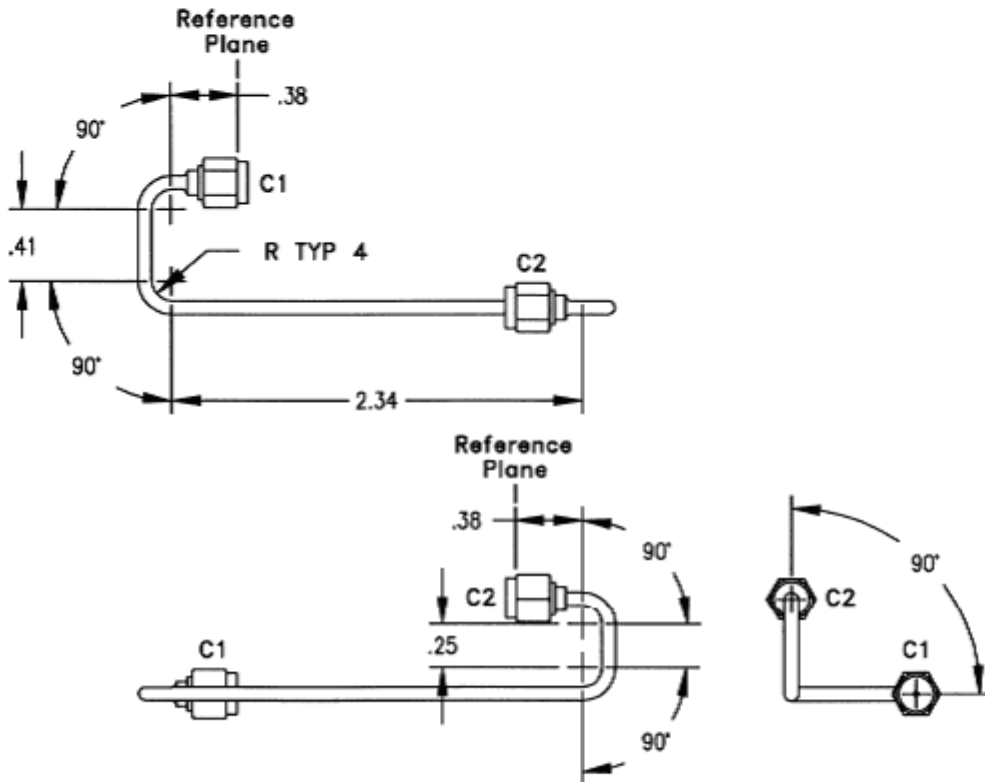 Reference
Plane
.38
90°
C1
.41
R TYP 4
C2
90°
2.34
Reference
Plane
.38
90°
C2
.25
C1
90°
90°
C2
C1